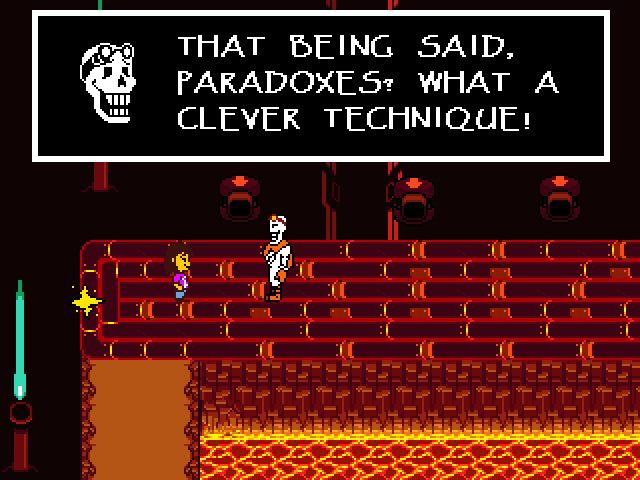 THAT BEING SAID,
PARADOXES? WHAT A
CLEVER TECHNIQUE!